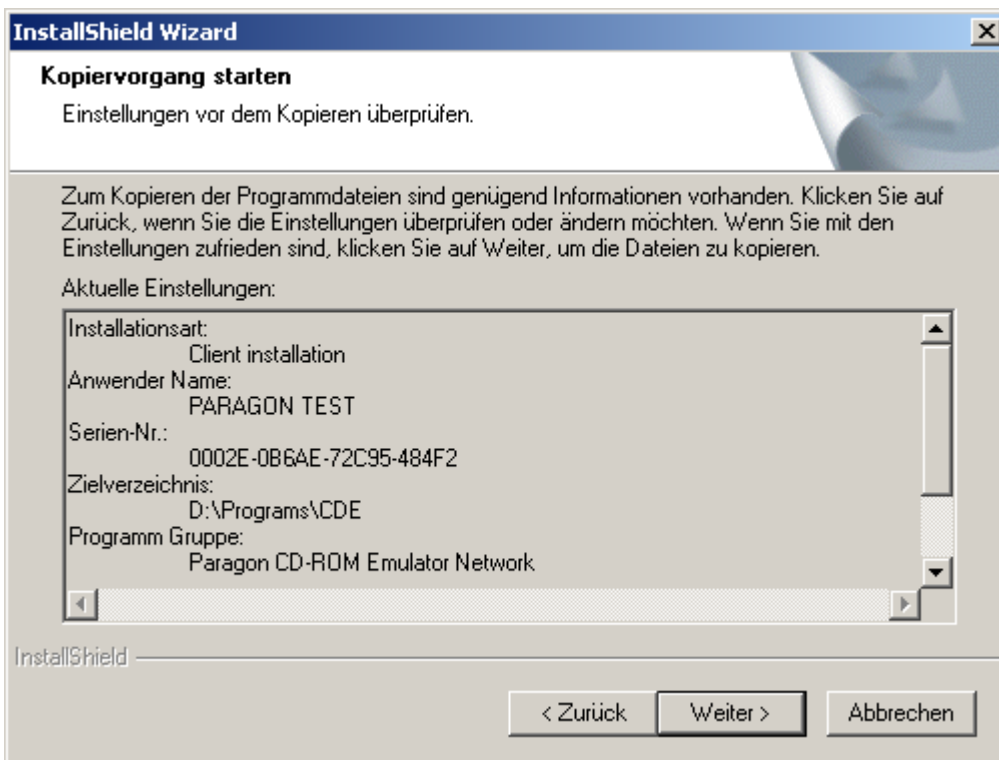 InstallShield Wizard
Kopiervorgang starten
Einstellungen vor dem Kopieren überprüfen.
Zum Kopieren der Programmdateien sind genügend Informationen vorhanden. Klicken Sie auf
Zurück, wenn Sie die Einstellungen überprüfen oder ändern möchten. Wenn Sie mit den
Einstellungen zufrieden sind, klicken Sie auf Weiter, um die Dateien zu kopieren.
Aktuelle Einstellungen:
Installationsart:
Client installation
Anwender Name:
PARAGON TEST
Serien-Nr.:
0002E-0B6AE-72C95-484F2
Zielverzeichnis:
D:\Programs\CDE
Programm Gruppe:
Paragon CD-ROM Emulator Network
InstallShield
< Zurück
Weiter >
Abbrechen